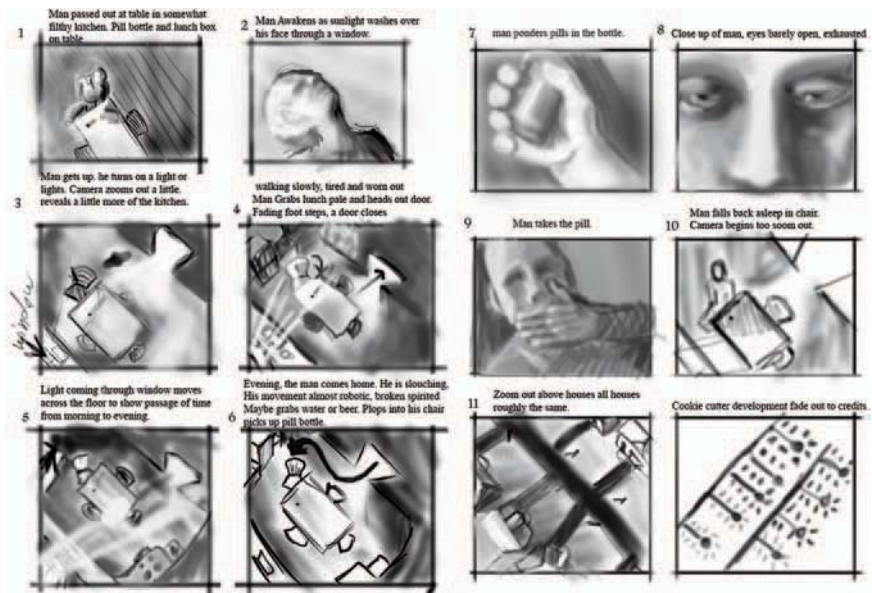 1
Man passed out at table in somewhat
filthy kitchen. Pill bottle and lunch box
on table
2
Man Awakens as sunlight washes over
his face through a window.
3
Man gets up. he turns on a light or
lights. Camera zooms out a little.
reveals a little more of the kitchen.
4
walking slowly, tired and worn out
Man Grabs lunch pale and heads out door.
Fading foot steps, a door closes
window
5
Light coming through window moves
across the floor to show passage of time
from morning to evening.
6
Evening, the man comes home. He is slouching,
His movement almost robotic, broken spirited
Maybe grabs water or beer. Plops into his chair
picks up pill bottle.
7
man ponders pills in the bottle.
8
Close up of man, eyes barely open, exhausted
9
Man takes the pill.
10
Man falls back asleep in chair.
Camera begins too soom out.
11
Zoom out above houses all houses
roughly the same.
Cookie cutter development fade out to credits